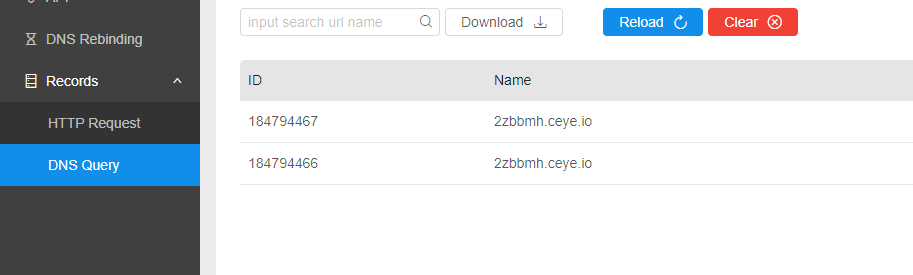 input search url name
Download
Reload
Clear
DNS Rebinding
Records
HTTP Request
DNS Query
ID Name
184794467 2zbbmh.ceye.io
184794466 2zbbmh.ceye.io